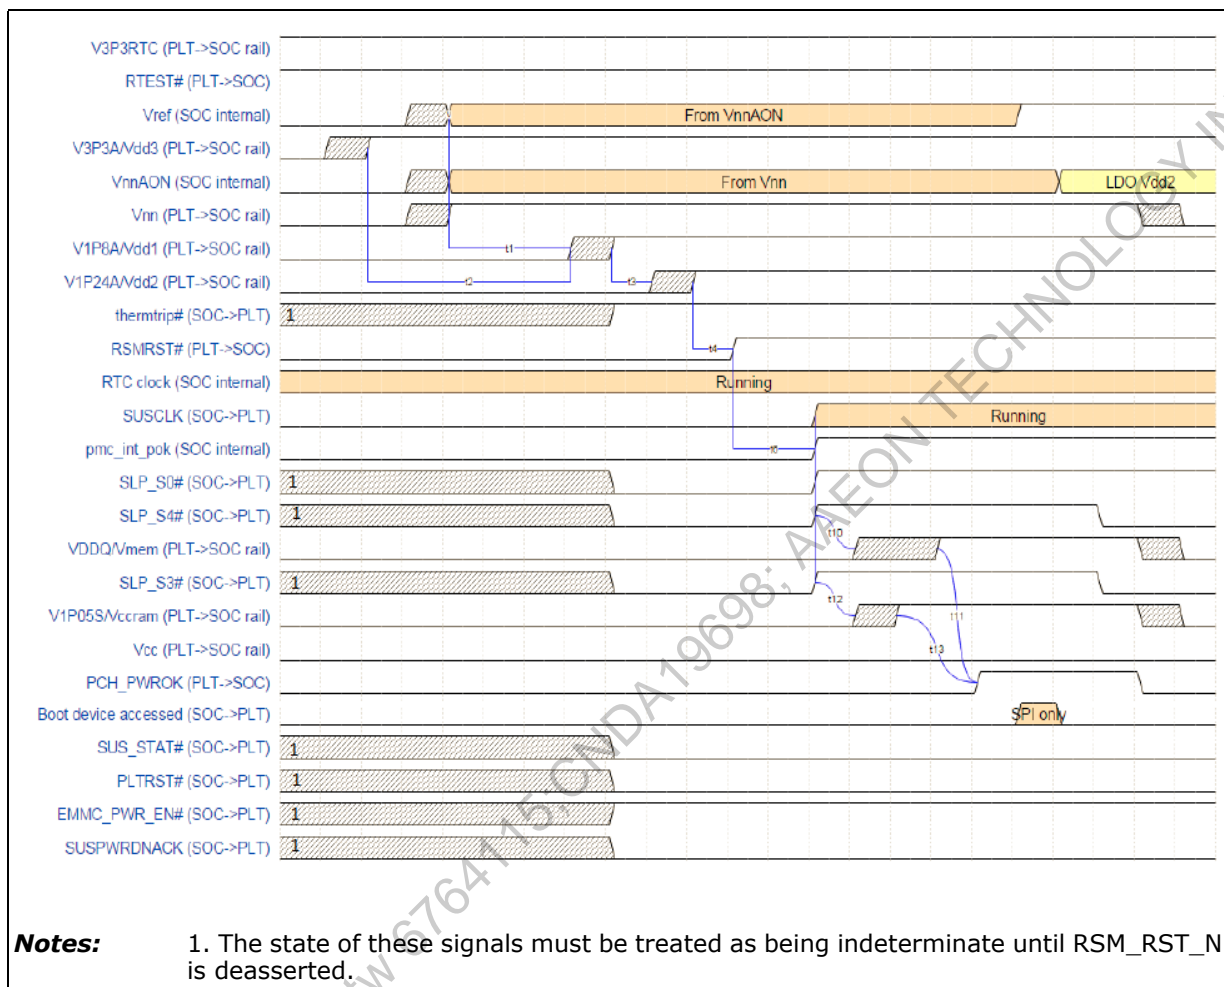 V3P3RTC (PLT->SOC rail)
RTEST# (PLT->SOC)
Vref (SOC internal) From VnnAON
V3P3A/Vdd3 (PLT->SOC rail)
VnnAON (SOC internal) From Vnn LDO Vdd2
Vnn (PLT->SOC rail)
V1P8A/Vdd1 (PLT->SOC rail) t1
V1P24A/Vdd2 (PLT->SOC rail) t2 t3
thermtrip# (SOC->PLT) 1
RSMRST# (PLT->SOC) t4
RTC clock (SOC internal) Running
SUSCLK (SOC->PLT) Running
pmc_int_pok (SOC internal)
SLP_S0# (SOC->PLT) 1
SLP_S4# (SOC->PLT) 1
t10
VDDQ/Vmem (PLT->SOC rail)
SLP_S3# (SOC->PLT) 1
t12
V1P05S/Vccram (PLT->SOC rail) t11
Vcc (PLT->SOC rail) t13
PCH_PWROK (PLT->SOC)
Boot device accessed (SOC->PLT) SPI only
SUS_STAT# (SOC->PLT) 1
PLTRST# (SOC->PLT) 1
EMMC_PWR_EN# (SOC->PLT) 1
SUSPWRDNACK (SOC->PLT) 1
Notes: 1. The state of these signals must be treated as being indeterminate until RSM_RST_N
is deasserted.
6764115;CNDA19698; AAEON TECHNOLOGY